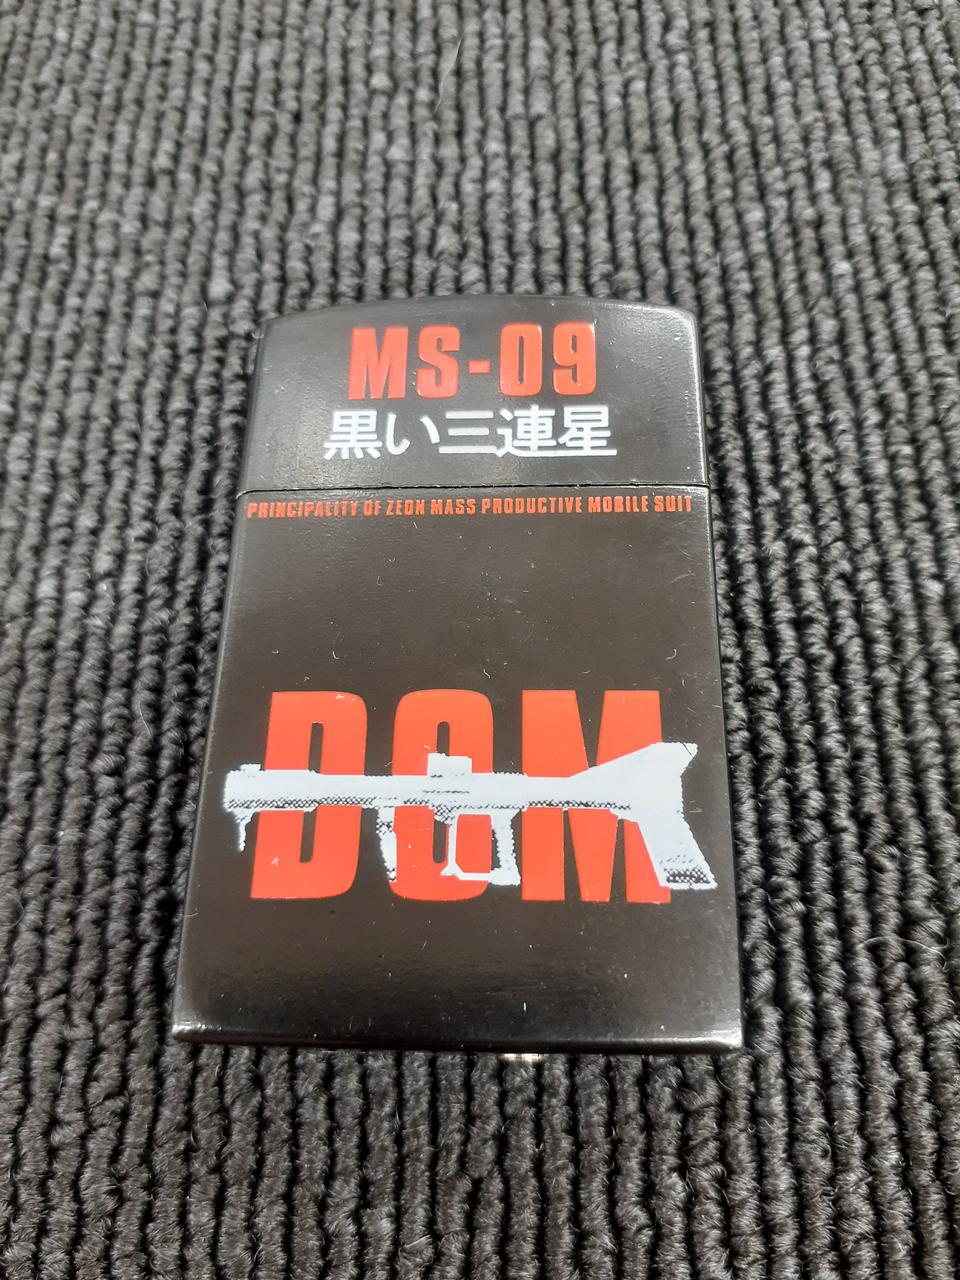 MS-09
黒い三連星
PRINCIPALITY OF ZEON MASS PRODUCTIVE MOBILE SUIT
DOM